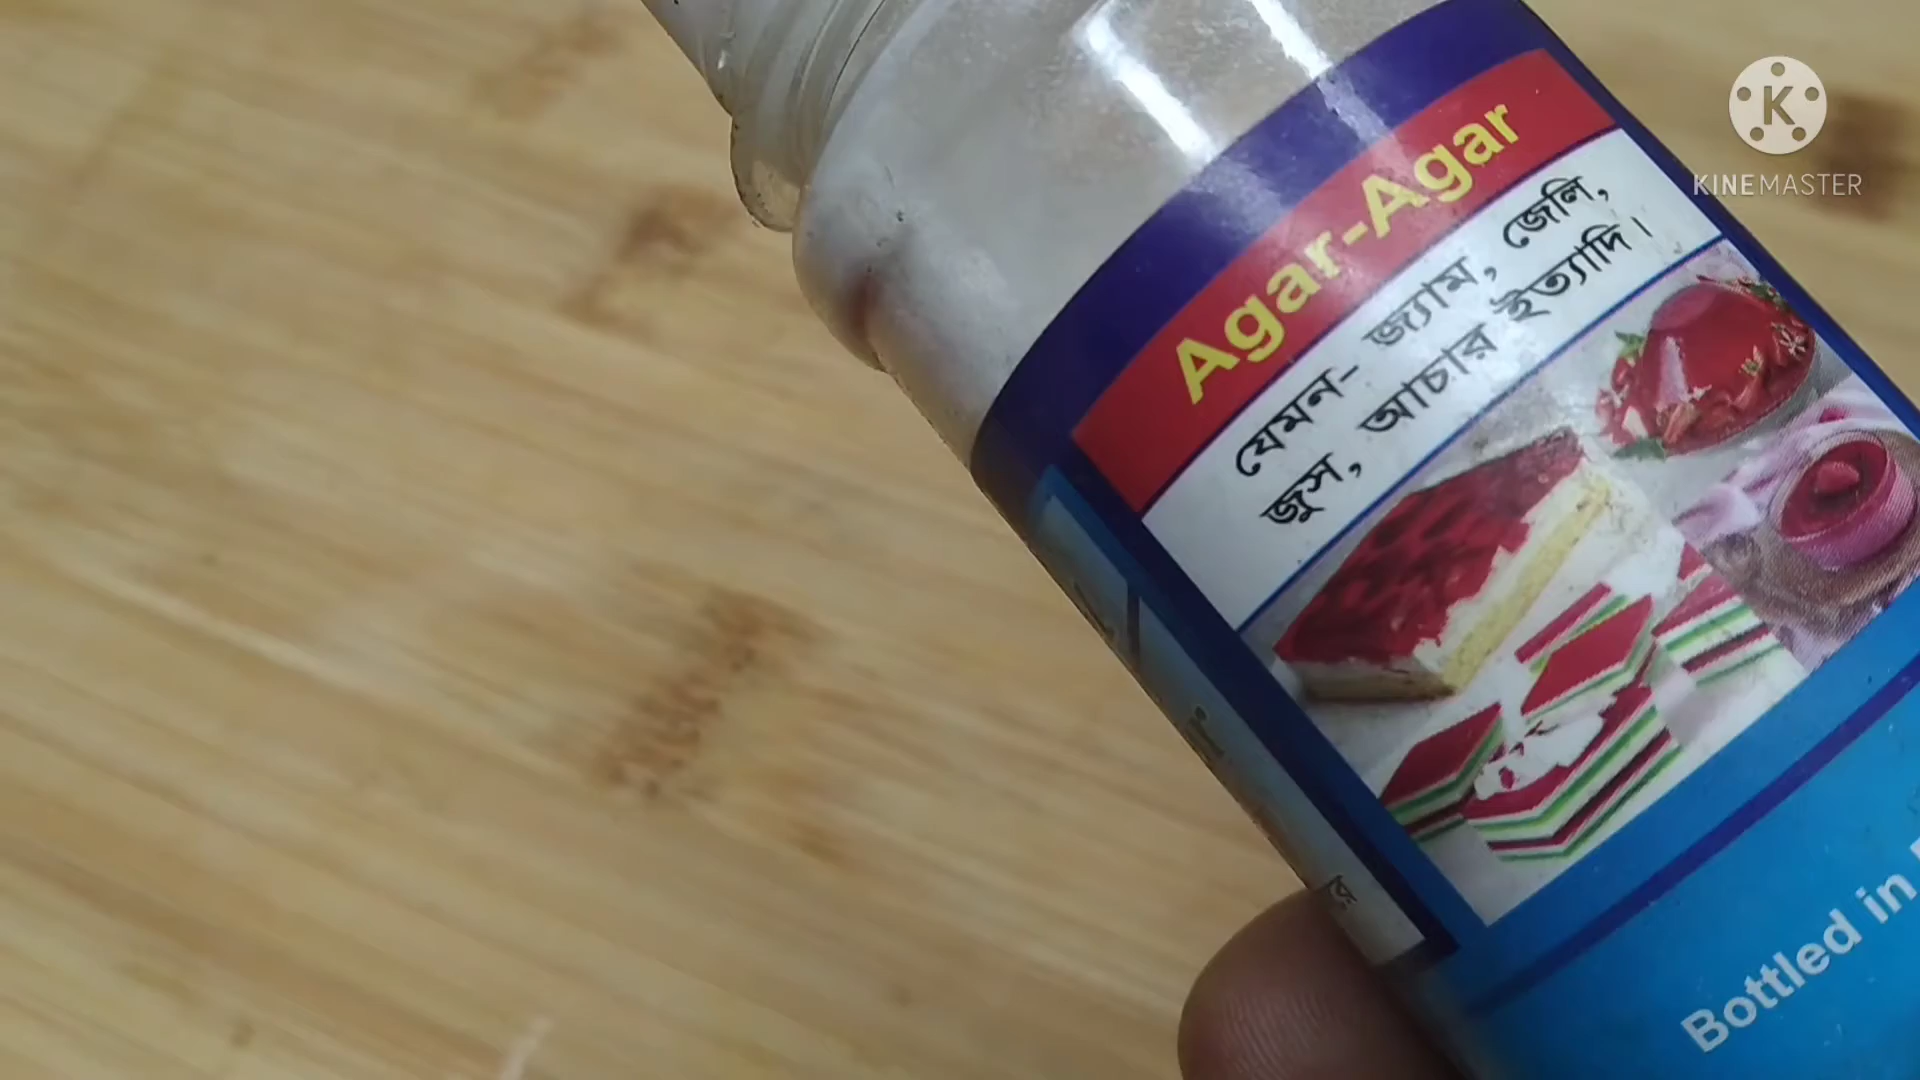 K
KINEMASTER
Agar-Agar
যেমন- জ্যাম, জেলি,
জুস, আচার ইত্যাদি।
Bottled in